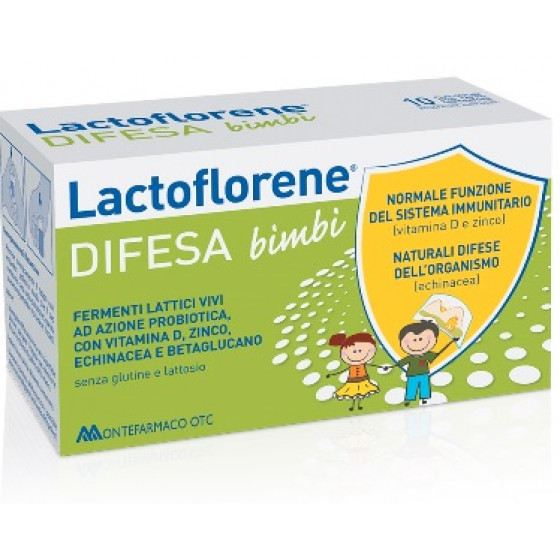 Lactoflorene®
DIFESA bimbi
10
Lactoflorene®
DIFESA bimbi
FERMENTI LATTICI VIVI
AD AZIONE PROBIOTICA,
CON VITAMINA D, ZINCO,
ECHINACEA E BETAGLUCANO
senza glutine e lattosio
MONTEFARMACO OTC
NORMALE FUNZIONE
DEL SISTEMA IMMUNITARIO
(vitamina D e zinco)
NATURALI DIFESE
DELL'ORGANISMO
(echinacea)